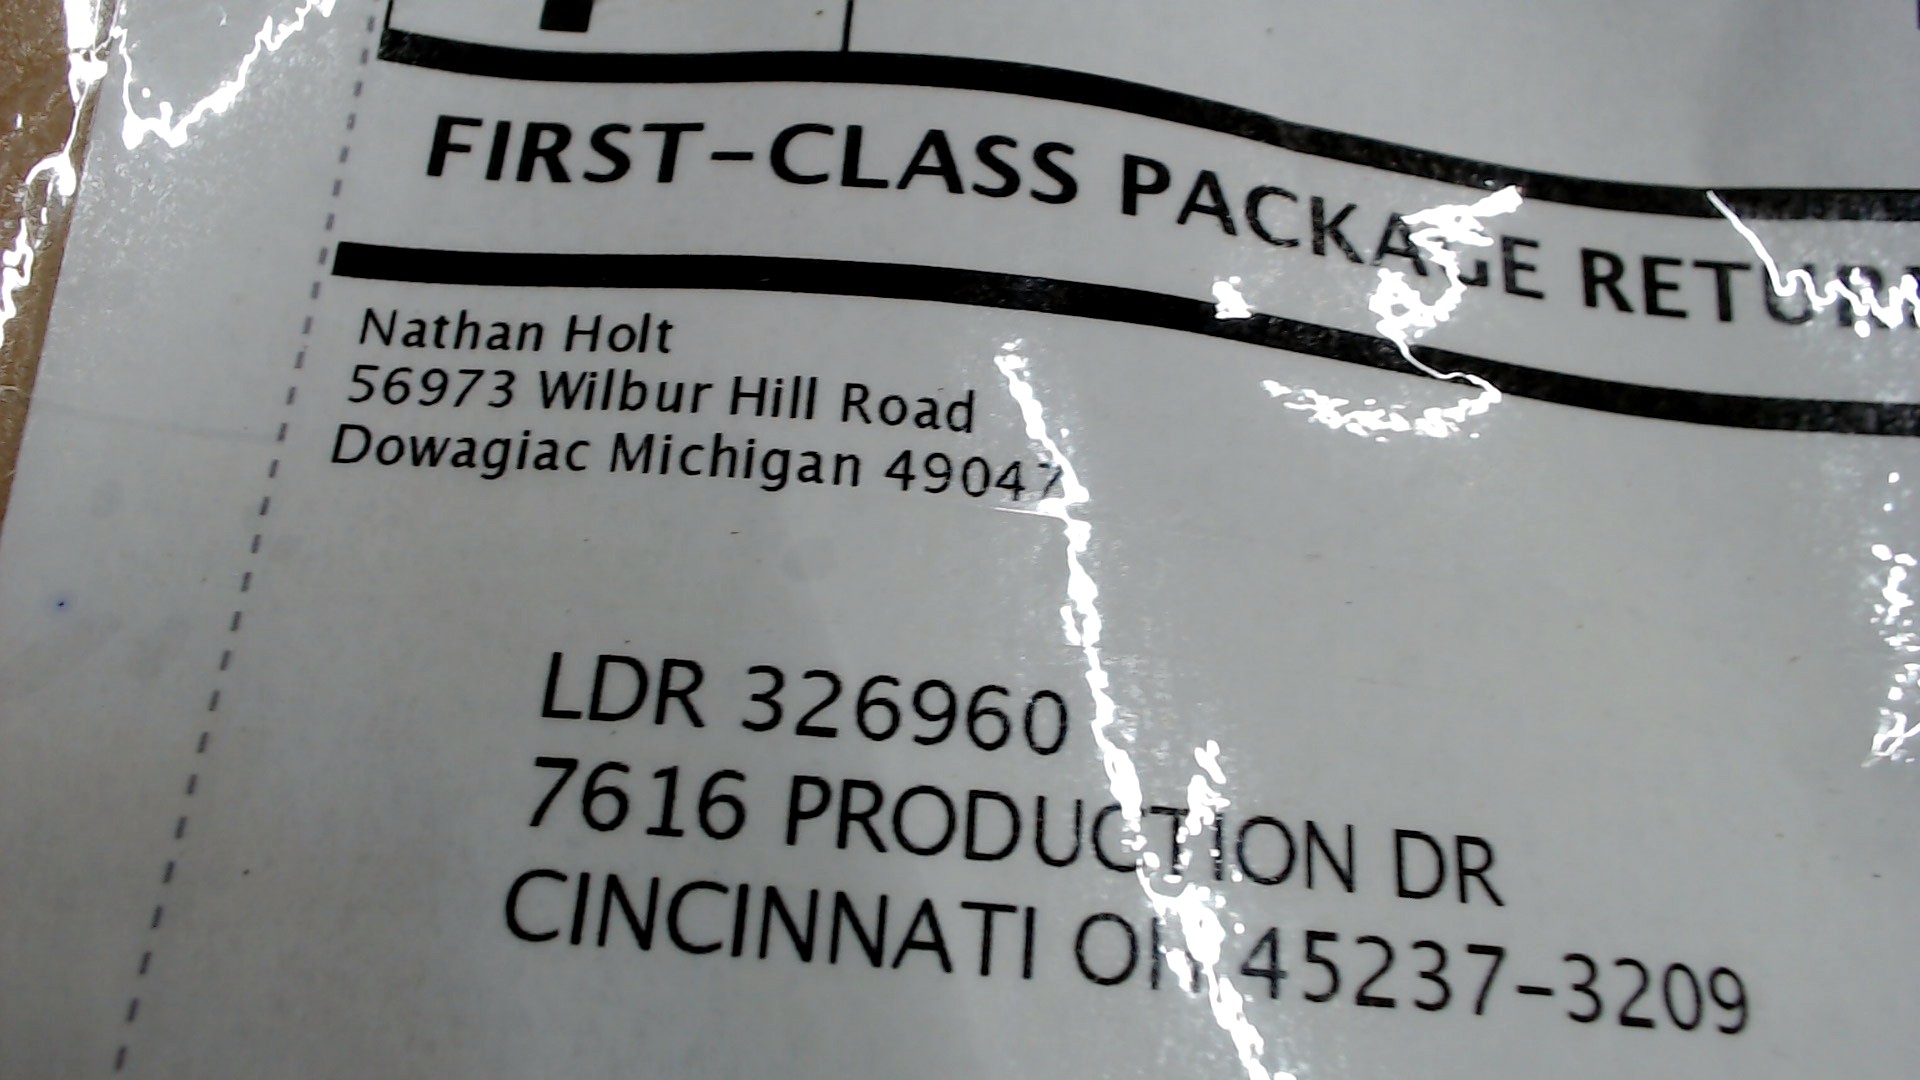 FIRST-CLASS PACKAGE RETURN
Nathan Holt
56973 Wilbur Hill Road
Dowagiac Michigan 49047
LDR 326960
7616 PRODUCTION DR
CINCINNATI OH 45237-3209